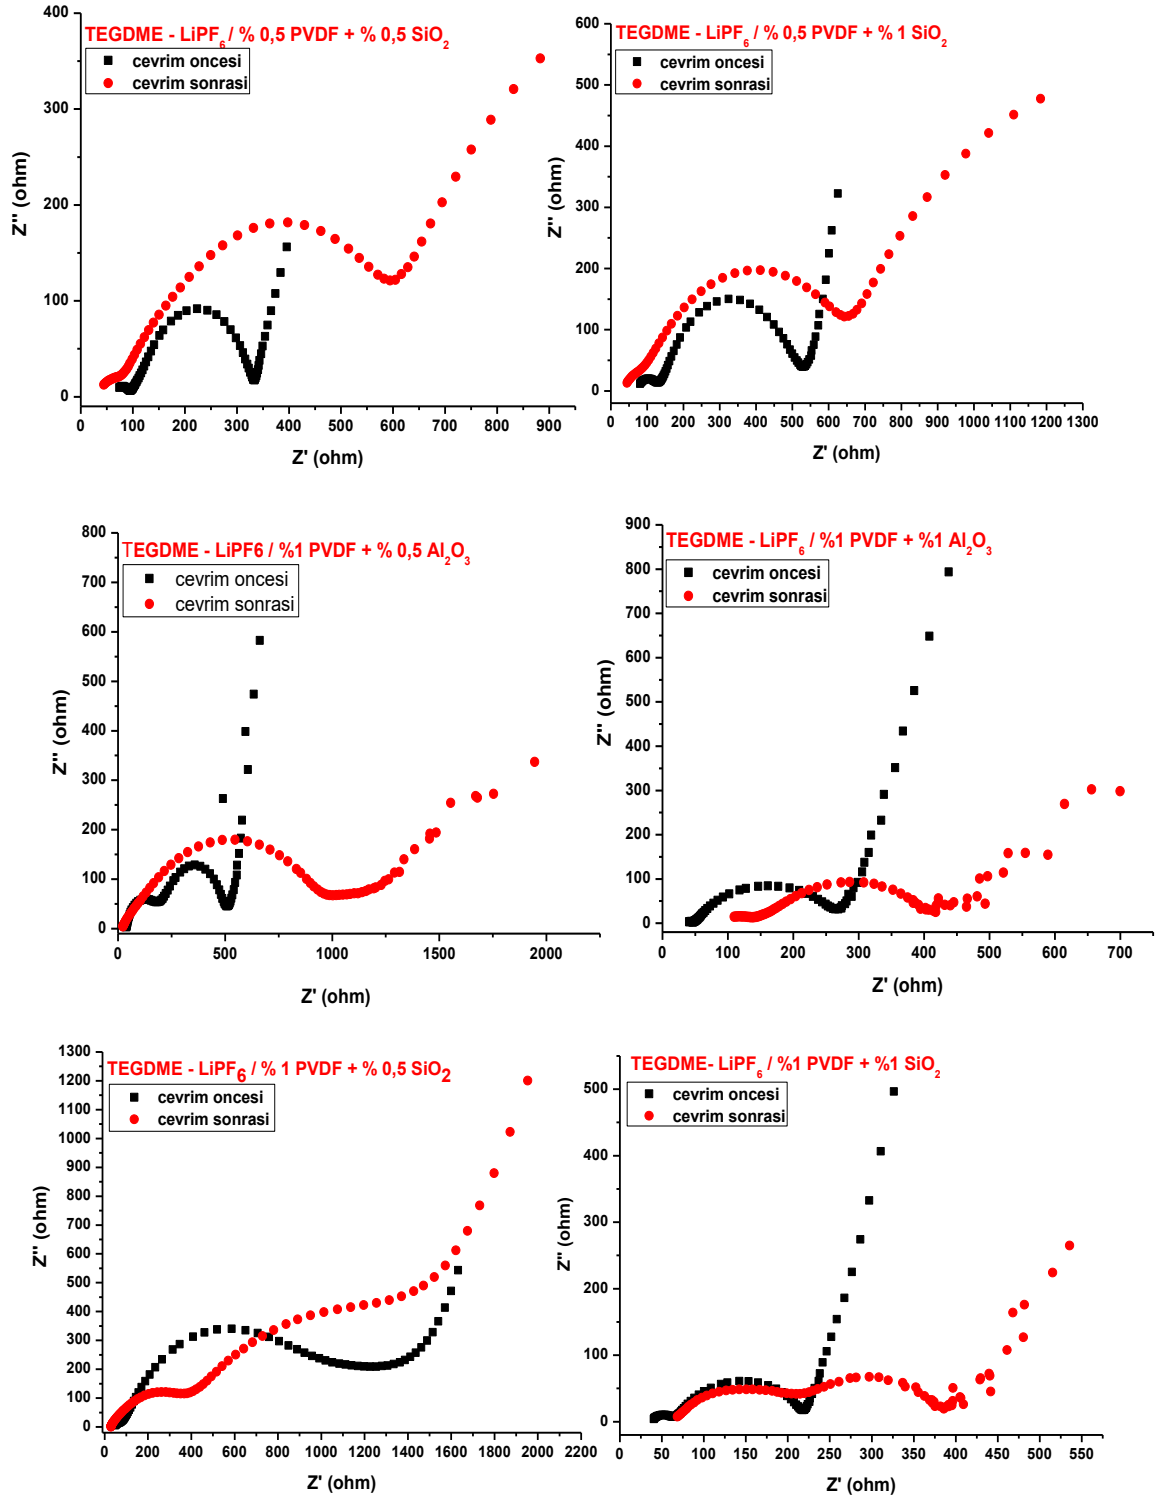 TEGDME - LiPF6 / % 0,5 PVDF + % 0,5 SiO2
cevrim oncesi
cevrim sonrasi
400
300
200
100
0
Z'' (ohm)
0 100 200 300 400 500 600 700 800 900
Z' (ohm)
TEGDME - LiPF6 / % 0,5 PVDF + % 1 SiO2
cevrim oncesi
cevrim sonrasi
600
500
400
300
200
100
0
Z'' (ohm)
0 100 200 300 400 500 600 700 800 900 1000 1100 1200 1300
Z' (ohm)
TEGDME - LiPF6 / %1 PVDF + % 0,5 Al2O3
cevrim oncesi
cevrim sonrasi
800
700
600
500
400
300
200
100
0
Z'' (ohm)
0 500 1000 1500 2000
Z' (ohm)
TEGDME - LiPF6 / %1 PVDF + %1 Al2O3
cevrim oncesi
cevrim sonrasi
900
800
700
600
500
400
300
200
100
0
Z'' (ohm)
0 100 200 300 400 500 600 700
Z' (ohm)
TEGDME - LiPF6 / % 1 PVDF + % 0,5 SiO2
cevrim oncesi
cevrim sonrasi
1300
1200
1100
1000
900
800
700
600
500
400
300
200
100
0
Z'' (ohm)
0 200 400 600 800 1000 1200 1400 1600 1800 2000 2200
Z' (ohm)
TEGDME- LiPF6 / %1 PVDF + %1 SiO2
cevrim oncesi
cevrim sonrasi
500
400
300
200
100
0
Z'' (ohm)
0 50 100 150 200 250 300 350 400 450 500 550
Z' (ohm)